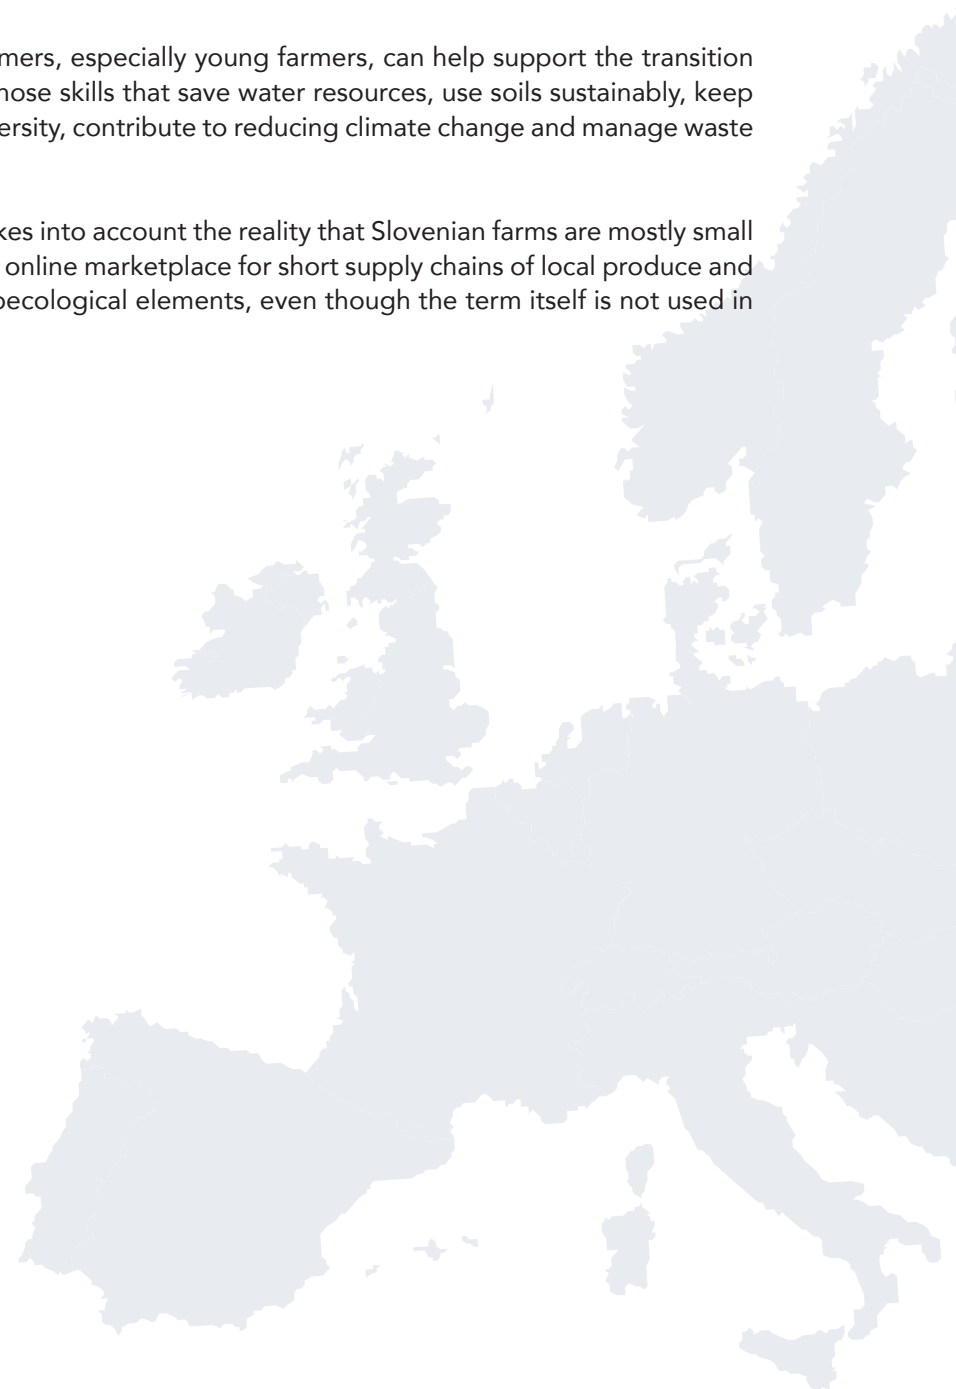 mers, especially young farmers, can help support the transition
hose skills that save water resources, use soils sustainably, keep
ersity, contribute to reducing climate change and manage waste
kes into account the reality that Slovenian farms are mostly small
online marketplace for short supply chains of local produce and
oecological elements, even though the term itself is not used in